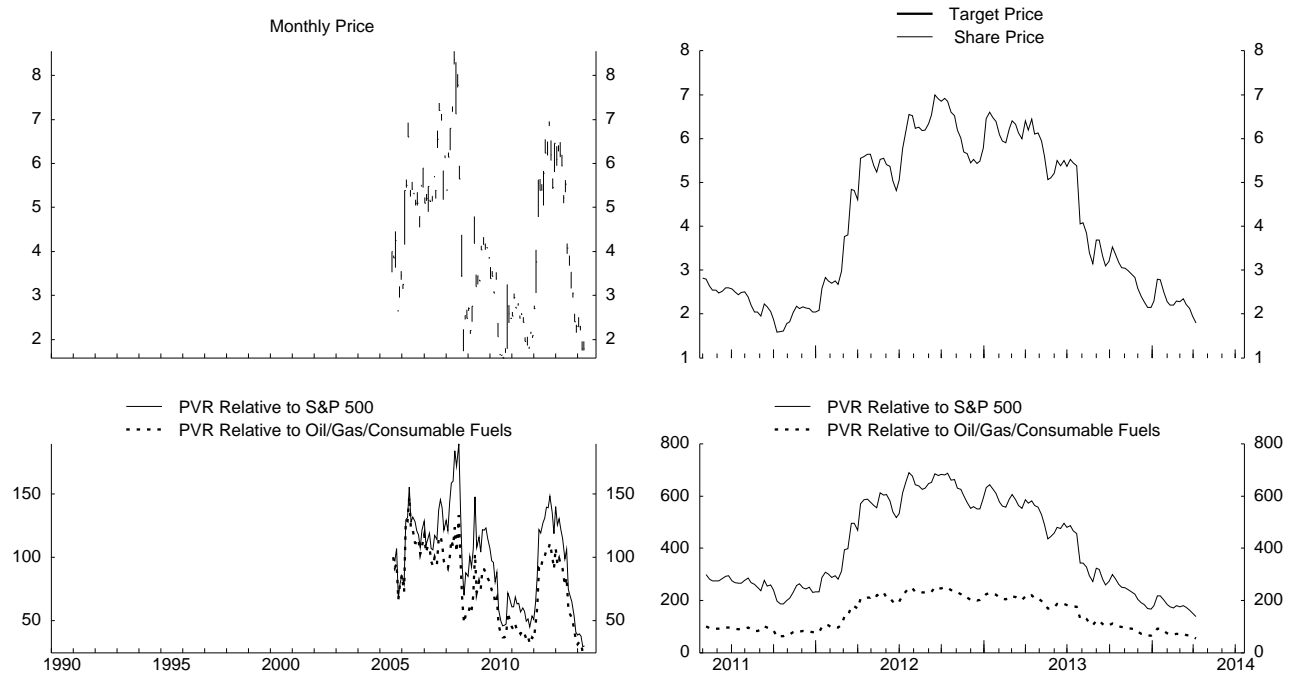 Monthly Price
8 8
7 7
6 6
5 5
4 4
3 3
2 2
Target Price
Share Price
8 8
7 7
6 6
5 5
4 4
3 3
2 2
1 1
PVR Relative to S&P 500
PVR Relative to Oil/Gas/Consumable Fuels
150 150
100 100
50 50
1990 1995 2000 2005 2010
PVR Relative to S&P 500
PVR Relative to Oil/Gas/Consumable Fuels
800 800
600 600
400 400
200 200
0 0
2011 2012 2013 2014